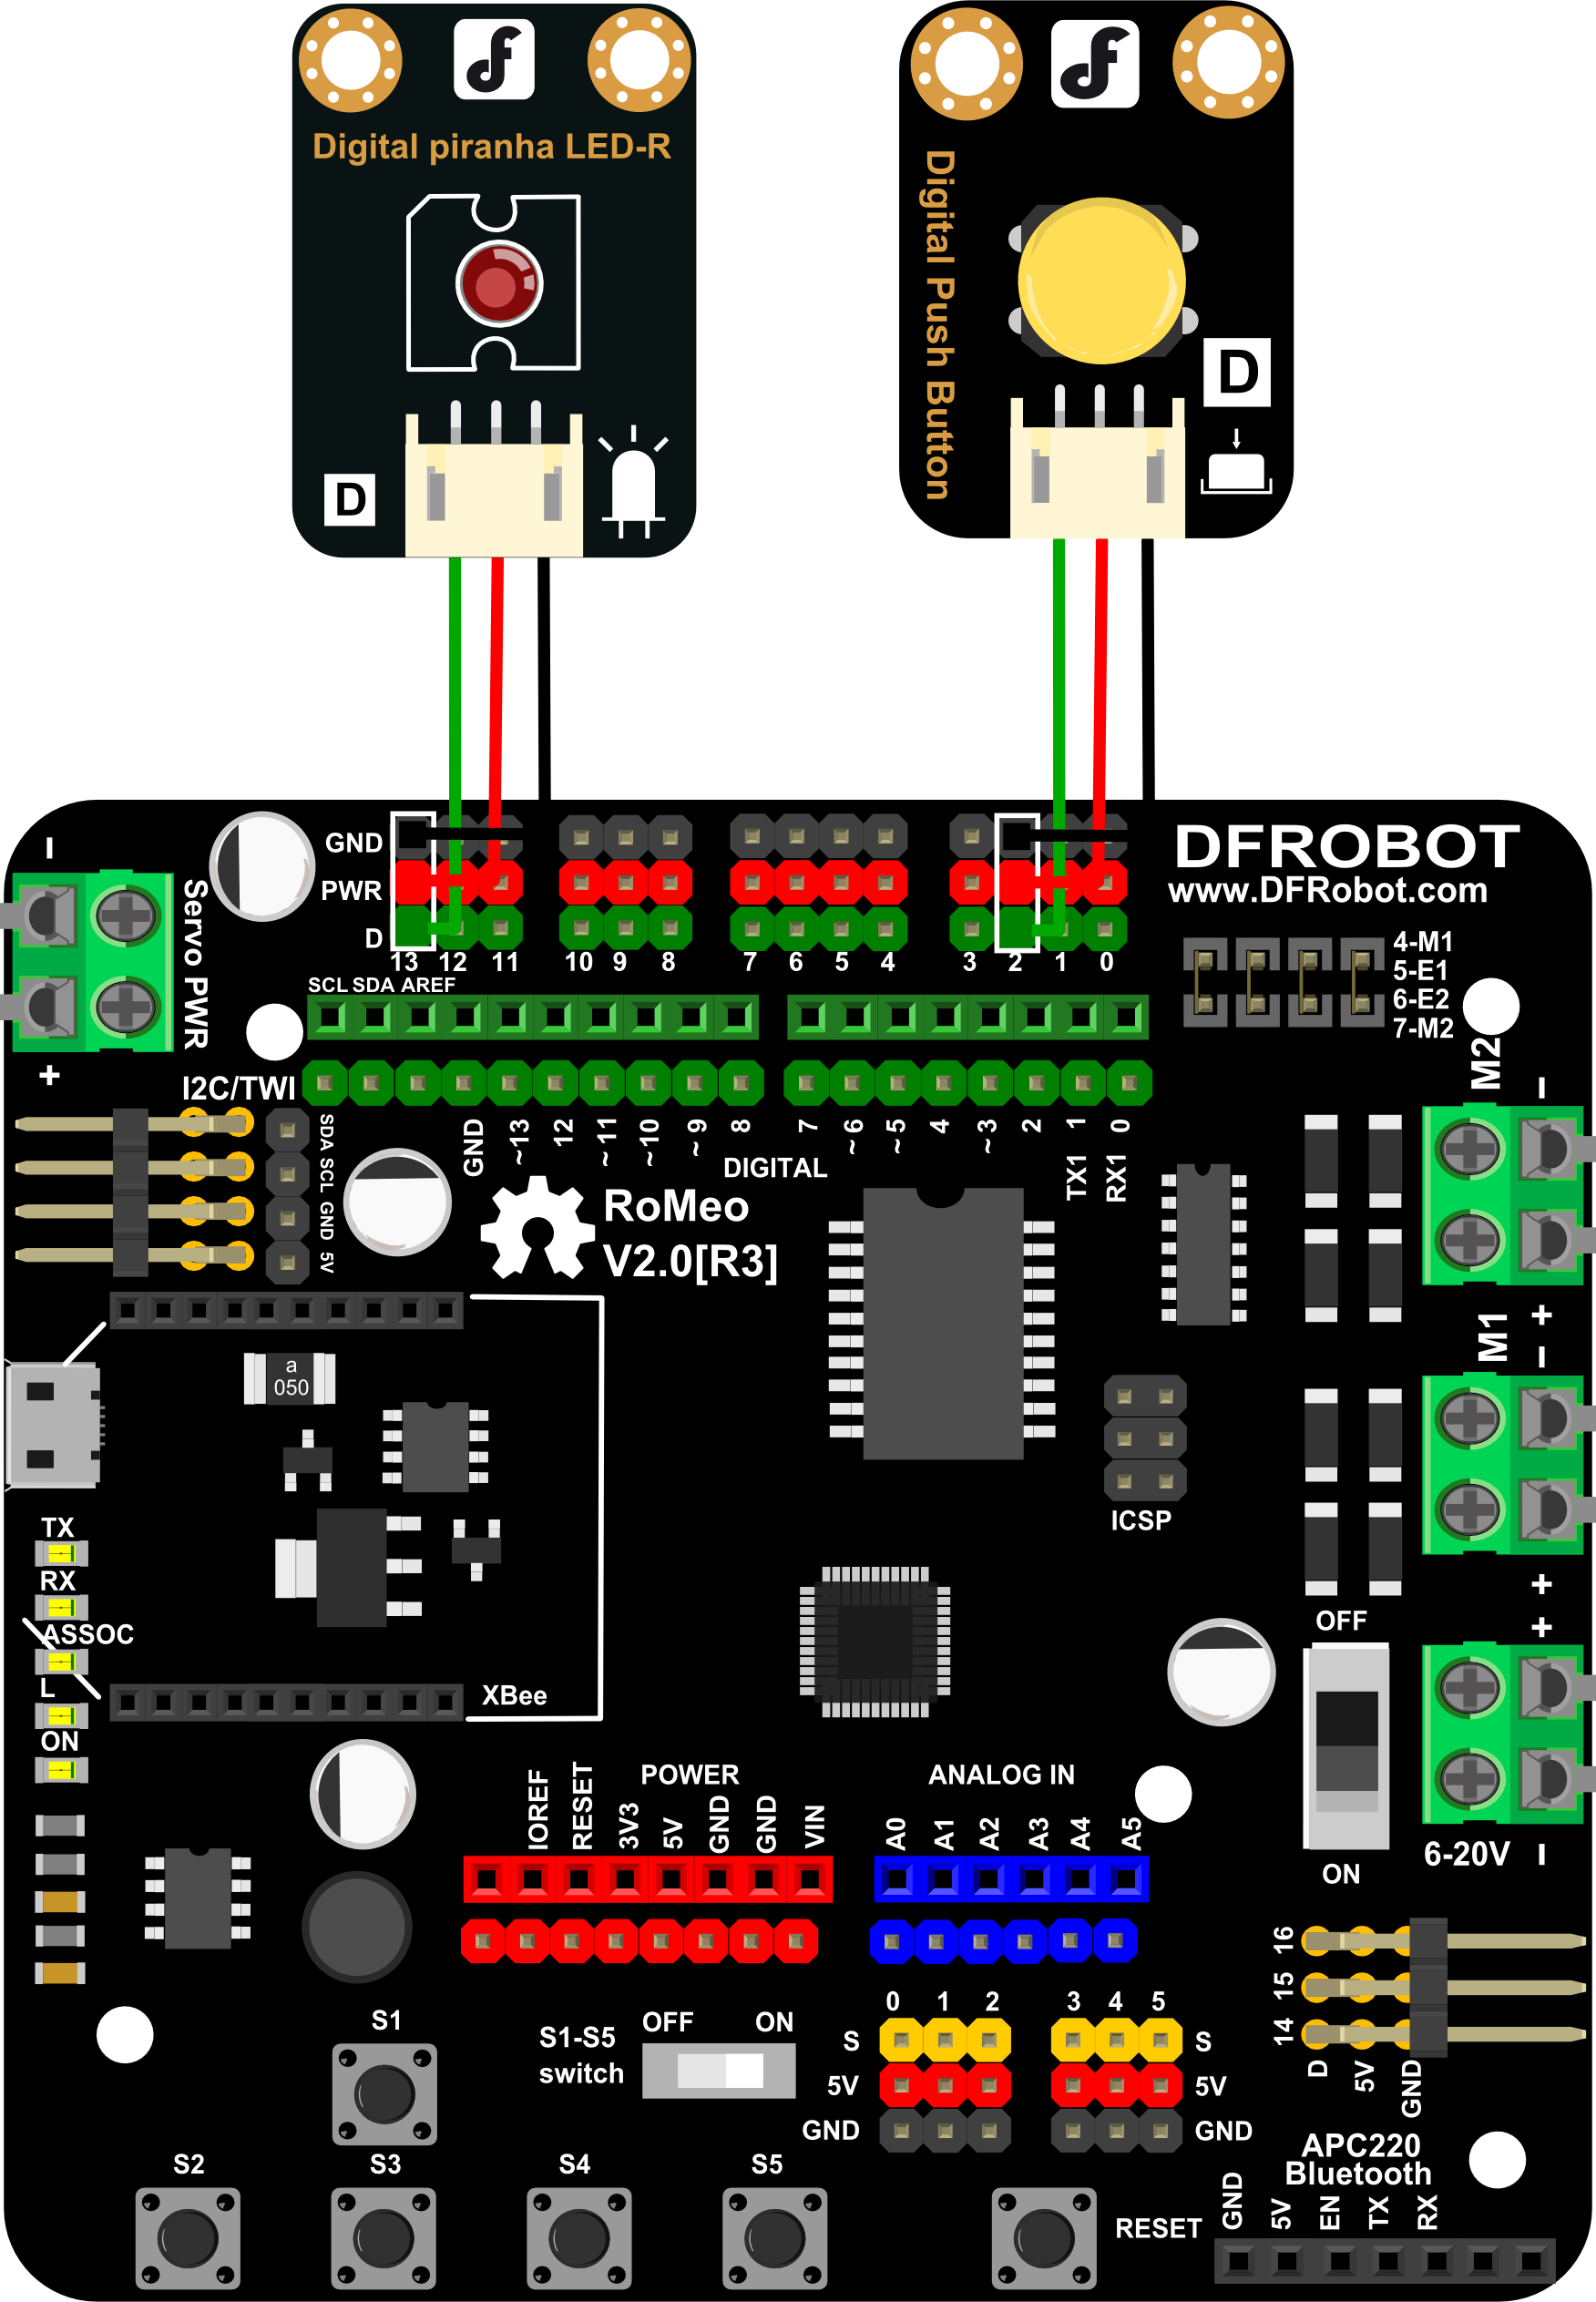 Digital piranha LED-R
D
Digital Push Button
D
GND
PWR
D
13 12 11 10 9 8 7 6 5 4 3 2 1 0
DFROBOT
www.DFRobot.com
4-M1
5-E1
6-E2
7-M2
Servo PWR
−
+
SCL SDA AREF
I2C/TWI
SDA
SCL
GND
5V
GND ~13 12 ~11 ~10 ~9 8 7 ~6 ~5 4 ~3 2 1 0
DIGITAL
TX1
RX1
RoMeo
V2.0[R3]
M2
−
+
M1
−
+
a
050
ICSP
TX
RX
ASSOC
L
ON
XBee
OFF
ON
+
6-20V
−
POWER
IOREF
RESET
3V3
5V
GND
GND
VIN
ANALOG IN
A0
A1
A2
A3
A4
A5
16
15
14
D
5V
GND
S1
S1-S5
switch
OFF ON
0 1 2 3 4 5
S S
5V 5V
GND GND
S2
S3
S4
S5
RESET
APC220
Bluetooth
GND
5V
EN
TX
RX